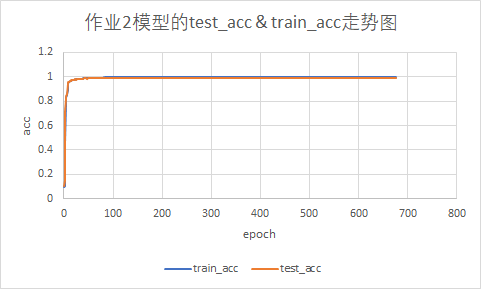 作业2模型的test_acc＆train_acc走势图
1.2
1
0.8
0.6
0.4
0.2
0
acc
0 100 200 300 400 500 600 700 800
epoch
train_acc test_acc